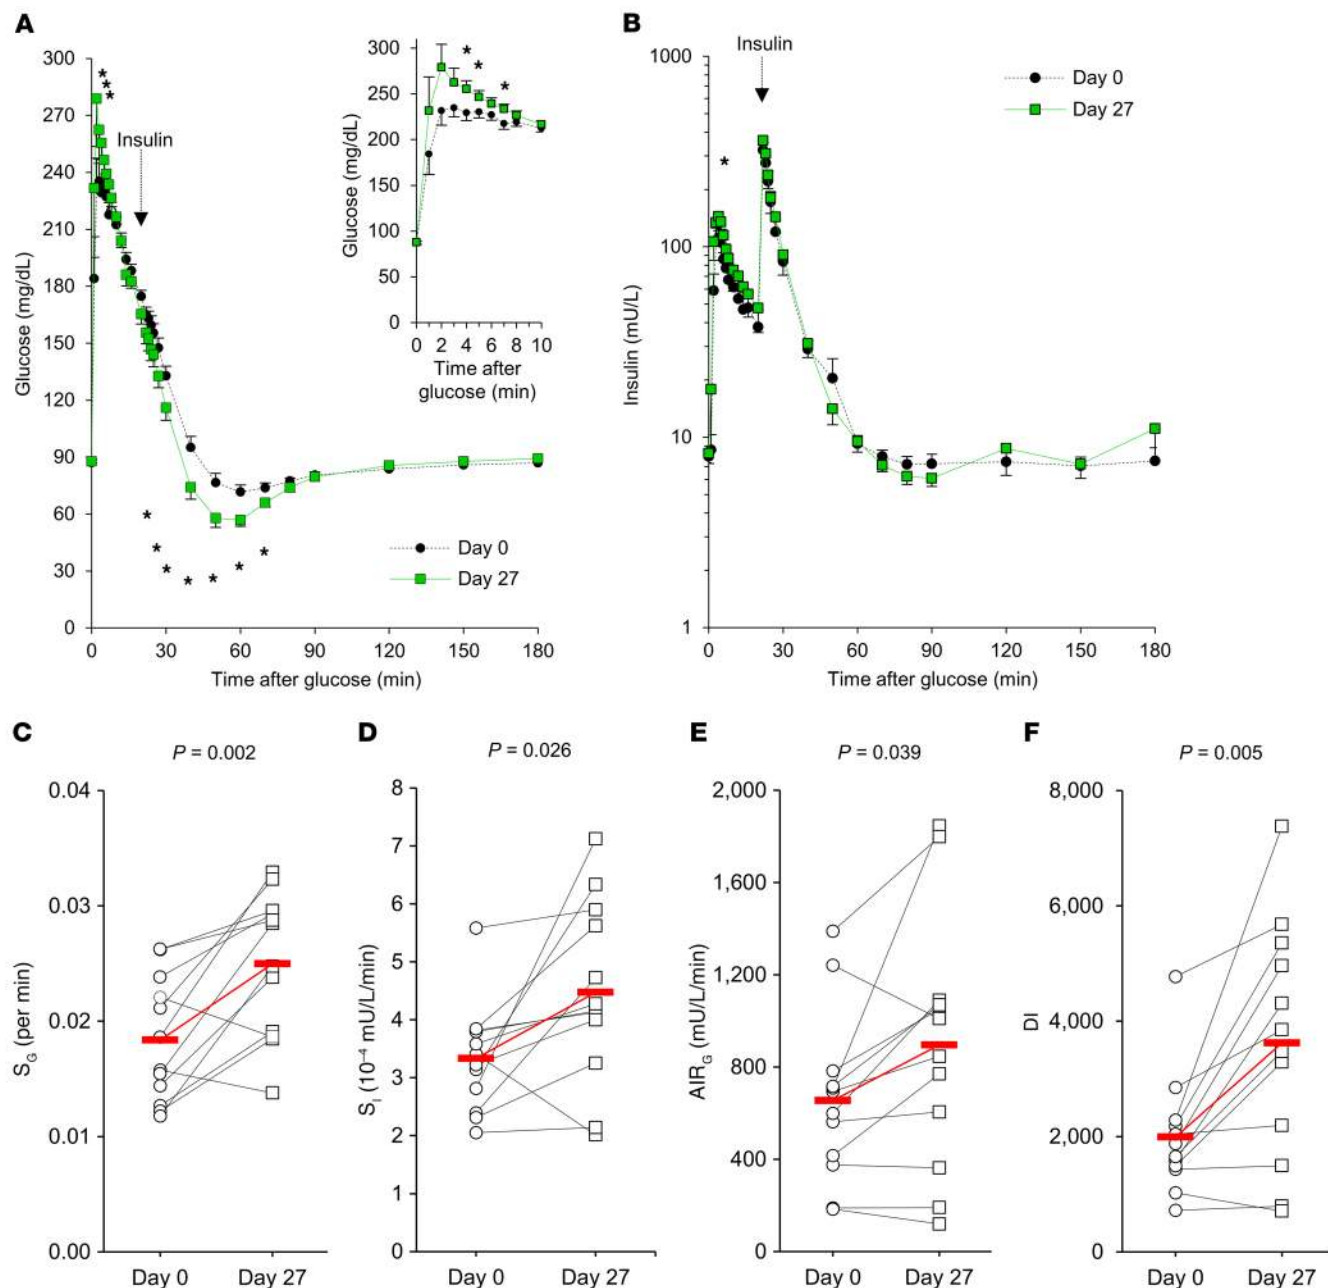 A
300
270
240
210
180
150
120
90
60
30
0
Glucose (mg/dL)
***
Insulin
*
*
*
*
*
*
*
Day 0
Day 27
0 30 60 90 120 150 180
Time after glucose (min)
300
250
200
150
100
50
0
Glucose (mg/dL)
* * *
0 2 4 6 8 10
Time after
glucose (min)
B
1000
100
10
1
Insulin (mU/L)
Insulin
*
Day 0
Day 27
0 30 60 90 120 150 180
Time after glucose (min)
C
P = 0.002
0.04
0.03
0.02
0.01
0.00
SG (per min)
Day 0 Day 27
D
P = 0.026
8
7
6
5
4
3
2
1
0
SI (10⁻⁴ mU/L/min)
Day 0 Day 27
E
P = 0.039
2,000
1,600
1,200
800
400
0
AIRG (mU/L/min)
Day 0 Day 27
F
P = 0.005
8,000
6,000
4,000
2,000
0
DI
Day 0 Day 27